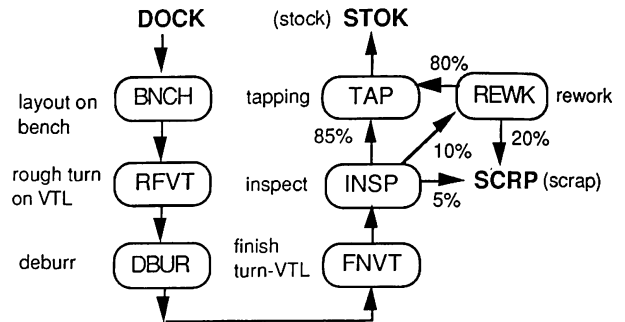 DOCK
(stock) STOK
80%
layout on
bench
BNCH
tapping
TAP
REWK
rework
85%
10%
20%
rough turn
on VTL
RFVT
inspect
INSP
SCRP (scrap)
5%
deburr
DBUR
finish
turn-VTL
FNVT